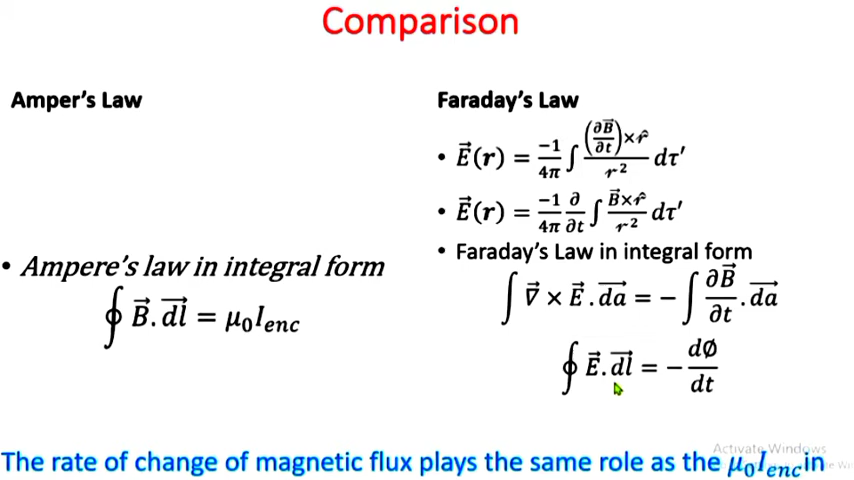 Comparison
Amper's Law
• Ampere's law in integral form
∮ B⃗. dl⃗ = μ₀I_enc
Faraday's Law
• E⃗(r) = -1/4π ∫ (∂B⃗/∂t)×r̂ / r² dτ′
• E⃗(r) = -1/4π ∂/∂t ∫ B⃗×r̂ / r² dτ′
• Faraday's Law in integral form
∫ ∇⃗ × E⃗ . da⃗ = − ∫ ∂B⃗/∂t . da⃗
∮ E⃗. dl⃗ = − dØ/dt
Activate Windows
The rate of change of magnetic flux plays the same role as the μ₀I_enc in